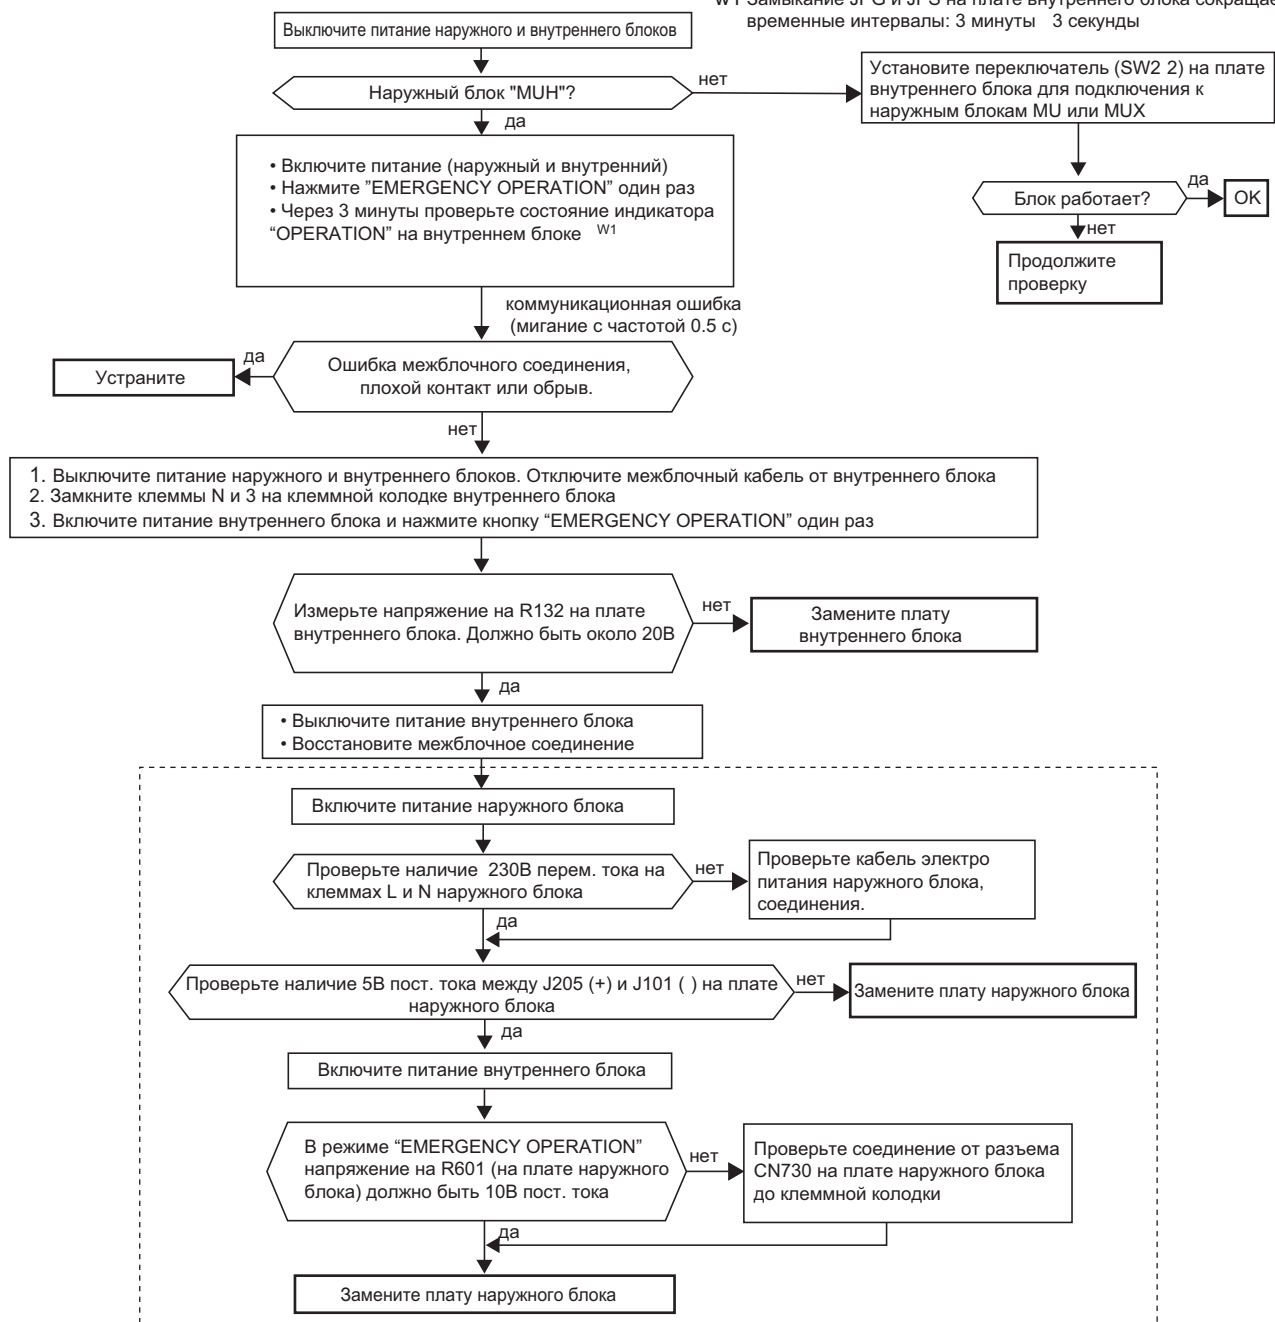 W1 Замыкание JPG и JPS на плате внутреннего блока сокращае
временные интервалы: 3 минуты 3 секунды
Выключите питание наружного и внутреннего блоков
Наружный блок "MUH"?
нет
Установите переключатель (SW2 2) на плате
внутреннего блока для подключения к
наружным блокам MU или MUX
да
• Включите питание (наружный и внутренний)
• Нажмите "EMERGENCY OPERATION" один раз
• Через 3 минуты проверьте состояние индикатора
“OPERATION” на внутреннем блоке W1
Блок работает?
да
OK
нет
Продолжите
проверку
коммуникационная ошибка
(мигание с частотой 0.5 с)
Ошибка межблочного соединения,
плохой контакт или обрыв.
да
Устраните
нет
1. Выключите питание наружного и внутреннего блоков. Отключите межблочный кабель от внутреннего блока
2. Замкните клеммы N и 3 на клеммной колодке внутреннего блока
3. Включите питание внутреннего блока и нажмите кнопку “EMERGENCY OPERATION” один раз
Измерьте напряжение на R132 на плате
внутреннего блока. Должно быть около 20В
нет
Замените плату
внутреннего блока
да
• Выключите питание внутреннего блока
• Восстановите межблочное соединение
Включите питание наружного блока
Проверьте наличие 230В перем. тока на
клеммах L и N наружного блока
нет
Проверьте кабель электро
питания наружного блока,
соединения.
да
Проверьте наличие 5В пост. тока между J205 (+) и J101 ( ) на плате
наружного блока
нет
Замените плату наружного блока
да
Включите питание внутреннего блока
В режиме “EMERGENCY OPERATION”
напряжение на R601 (на плате наружного
блока) должно быть 10В пост. тока
нет
Проверьте соединение от разъема
CN730 на плате наружного блока
до клеммной колодки
да
Замените плату наружного блока